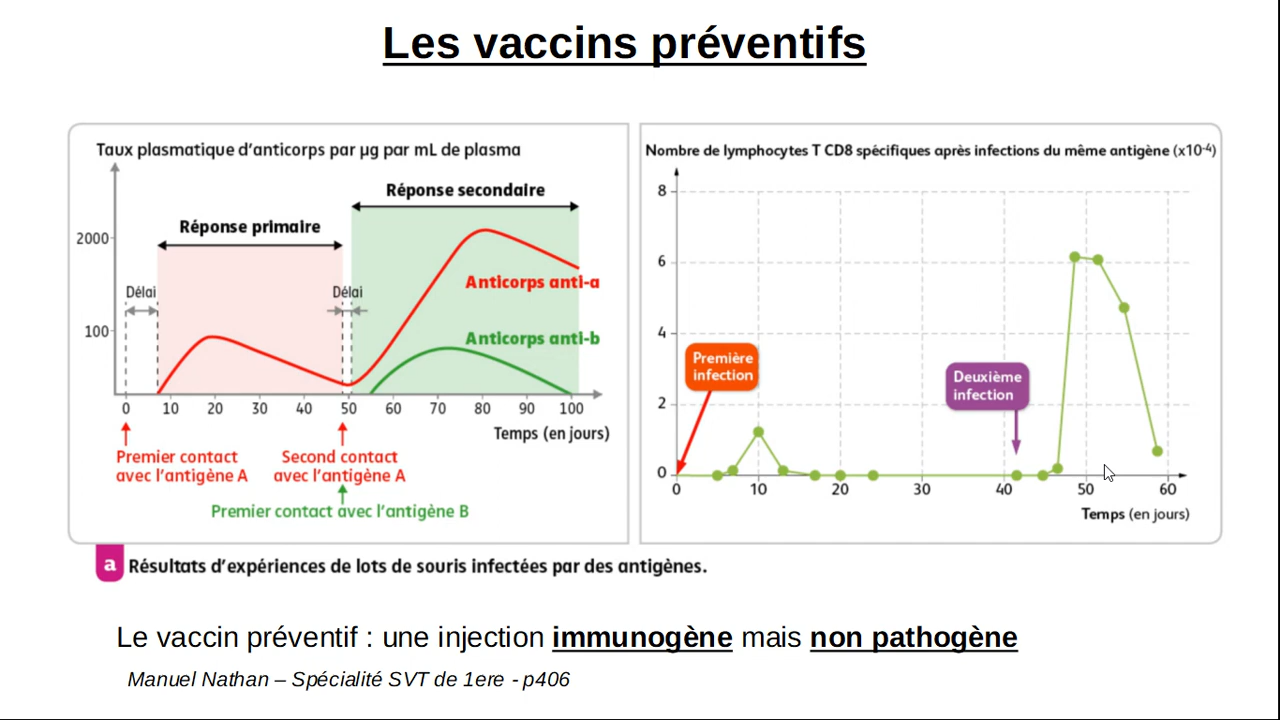 Les vaccins préventifs
Taux plasmatique d'anticorps par µg par mL de plasma
Réponse secondaire
Réponse primaire
2000
Délai
Délai
Anticorps anti-a
100
Anticorps anti-b
0 10 20 30 40 50 60 70 80 90 100
Temps (en jours)
Premier contact
avec l'antigène A
Second contact
avec l'antigène A
Premier contact avec l'antigène B
Nombre de lymphocytes T CD8 spécifiques après infections du même antigène (x10-4)
8
6
4
Première
infection
Deuxième
infection
2
0
0 10 20 30 40 50 60
Temps (en jours)
a Résultats d'expériences de lots de souris infectées par des antigènes.
Le vaccin préventif : une injection immunogène mais non pathogène
Manuel Nathan – Spécialité SVT de 1ere - p406